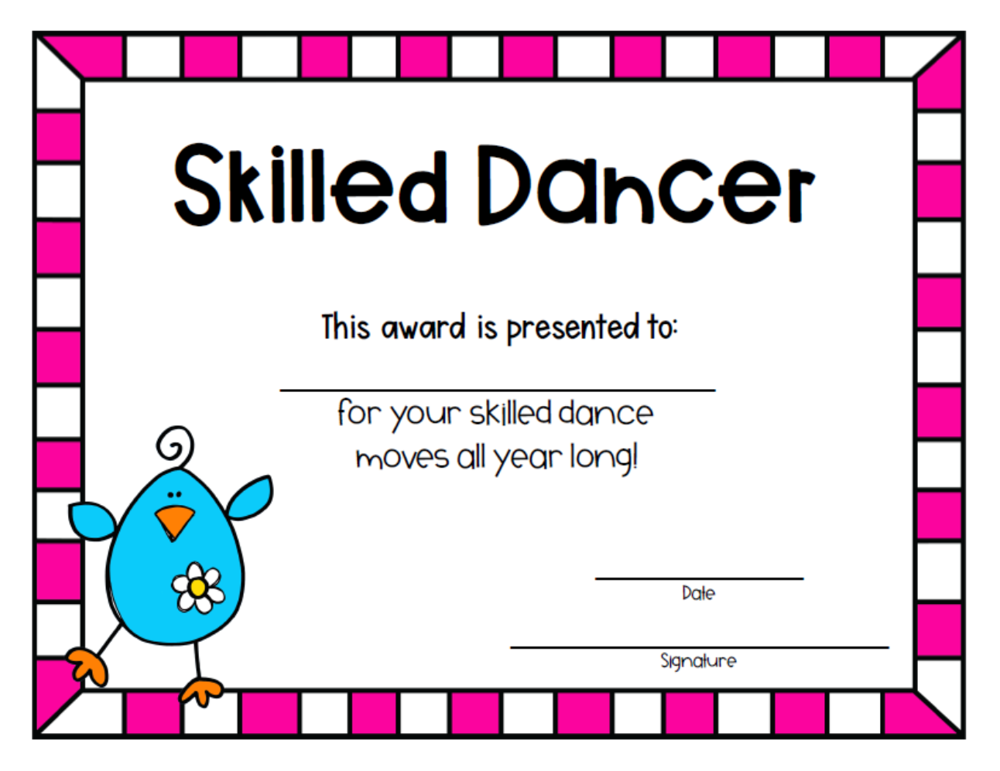 Skilled Dancer
This award is presented to:
for your skilled dance
moves all year long!
Date
Signature